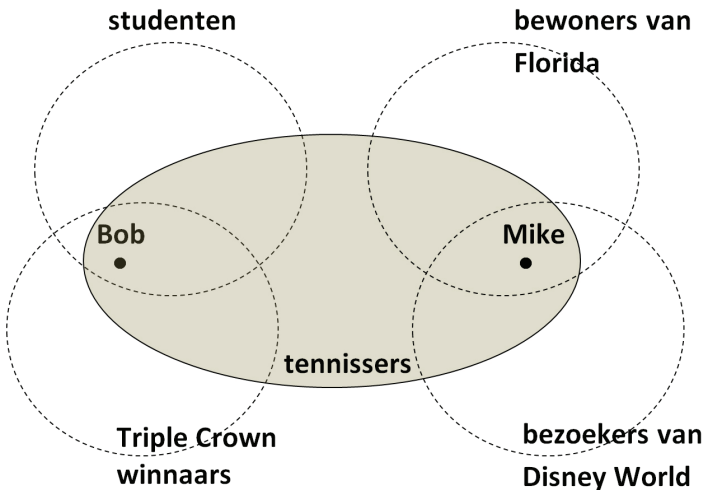 studenten
bewoners van
Florida
Bob
Mike
tennissers
Triple Crown
winnaars
bezoekers van
Disney World